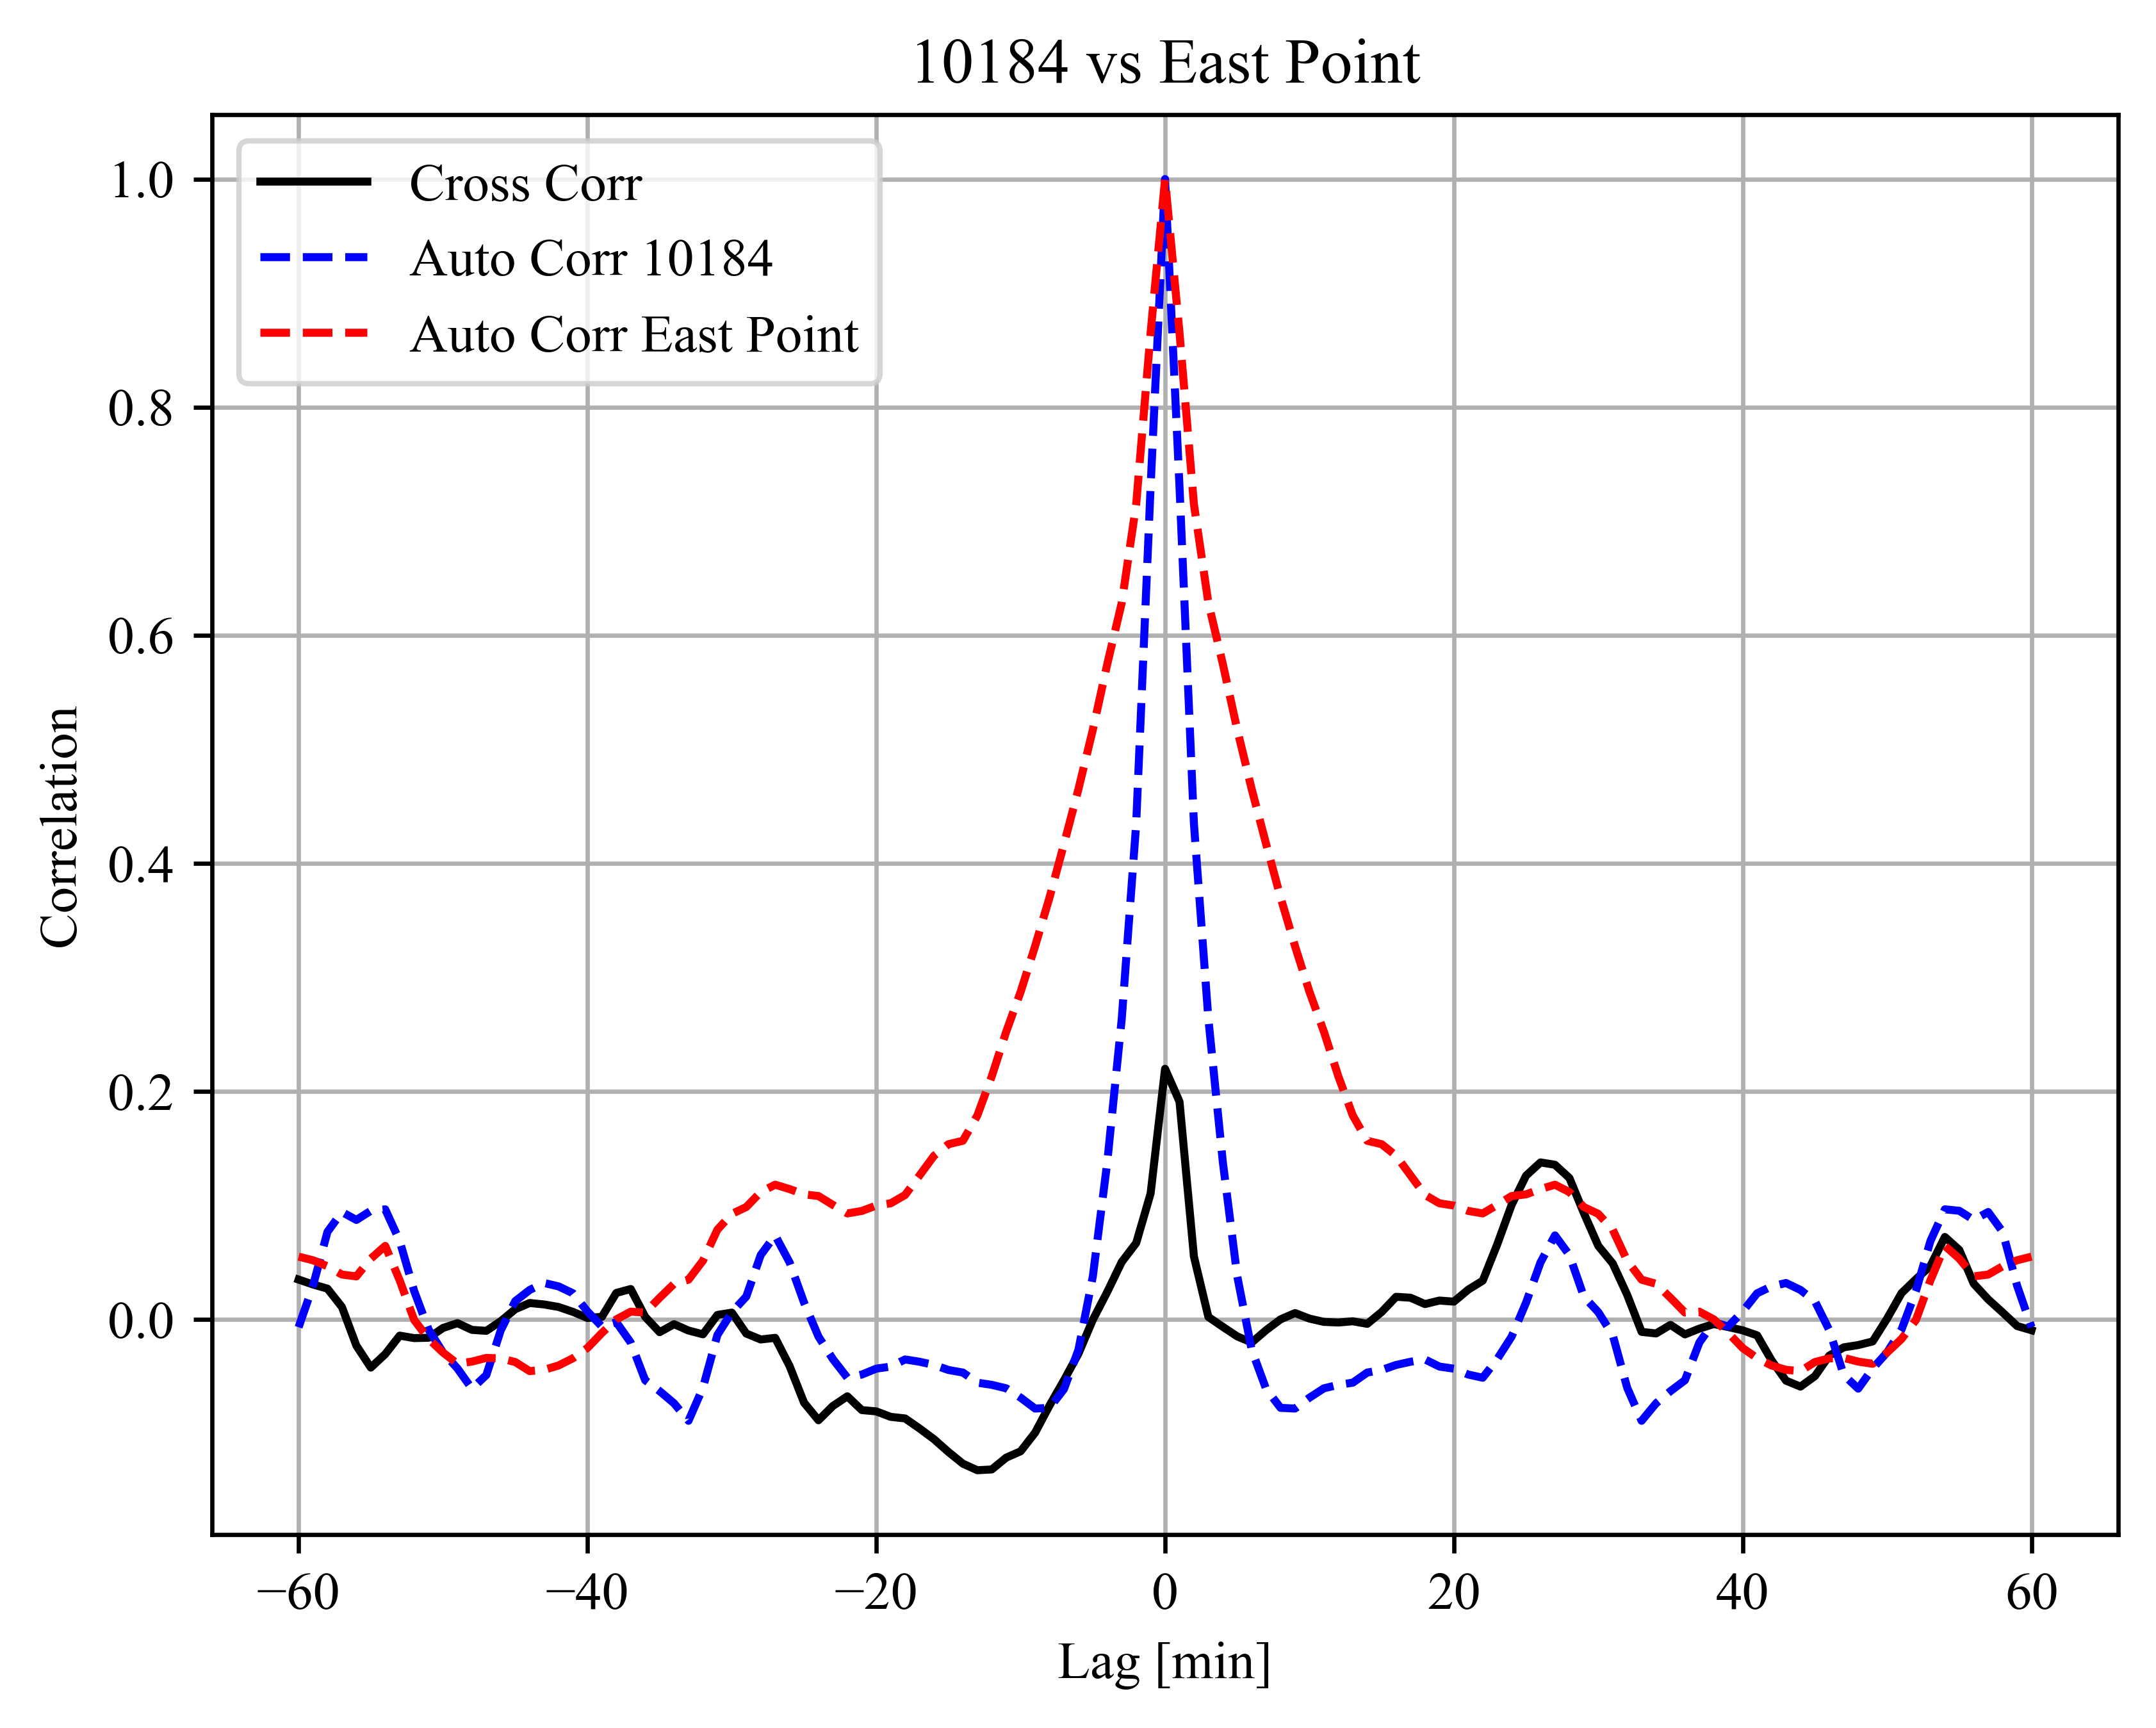 10184 vs East Point
Cross Corr
Auto Corr 10184
Auto Corr East Point
1.0
0.8
0.6
0.4
0.2
0.0
Correlation
−60 −40 −20 0 20 40 60
Lag [min]